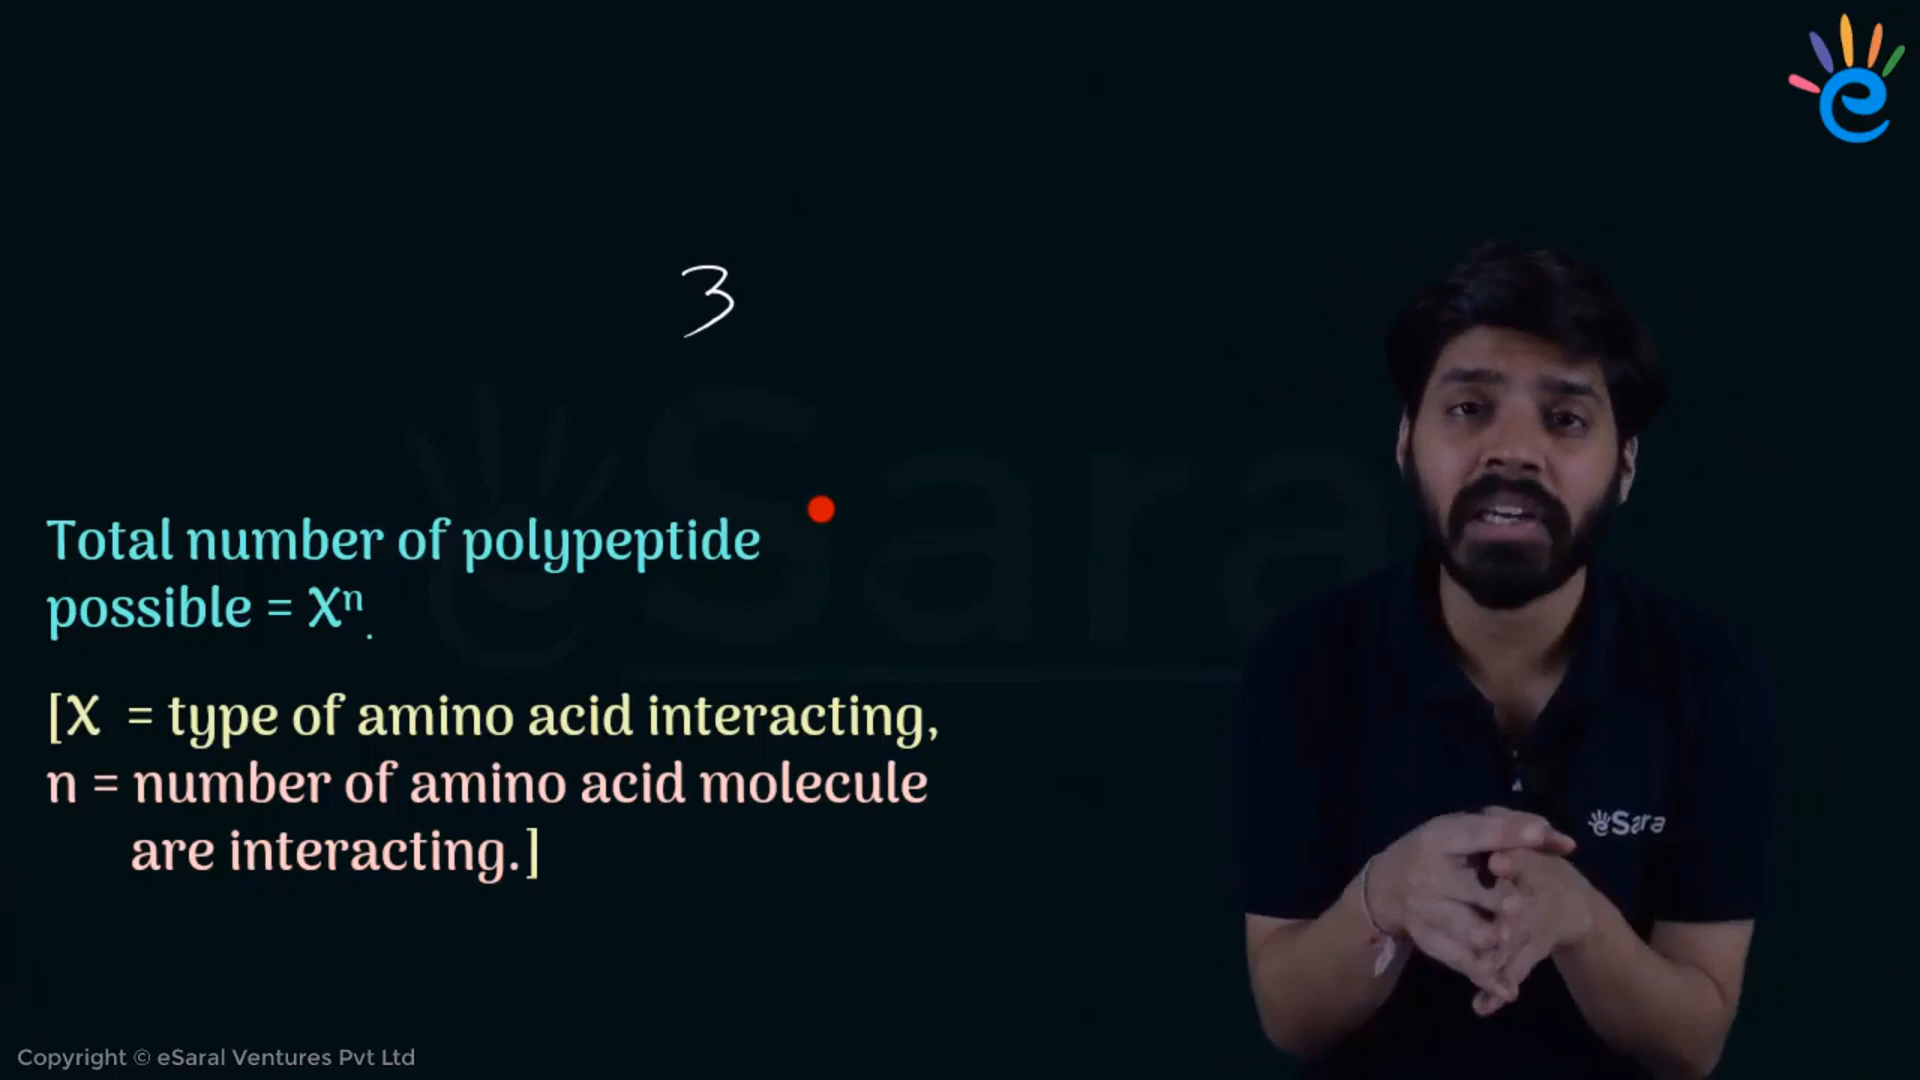 3
Total number of polypeptide
possible = Xⁿ.
[X = type of amino acid interacting,
n = number of amino acid molecule
are interacting.]
eSara
eSara
Copyright © eSaral Ventures Pvt Ltd